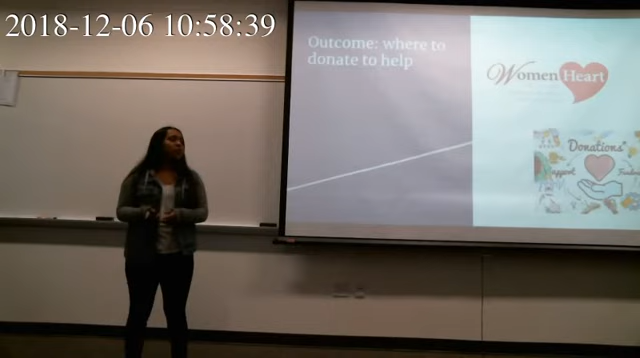 2018-12-06 10:58:39
Outcome: where to
donate to help
WomenHeart
Donations